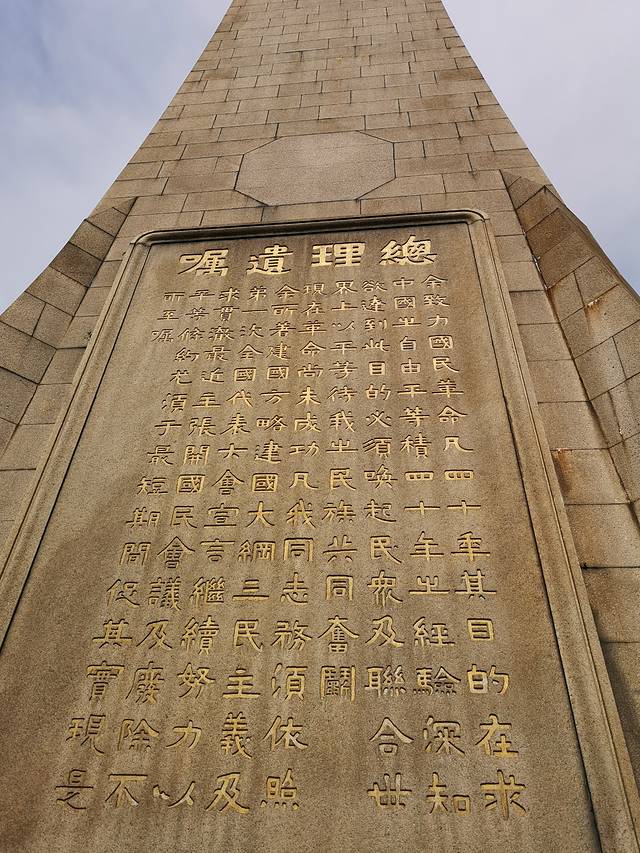 總理遺囑
余致力國民革命凡四十年其目的在求
中國之自由平等積四十年之經驗深知
欲達到此目的必須喚起民衆及聯合世
界上以平等待我之民族共同奮鬭
現在革命尚未成功凡我同志務須依照
余所著建國方略建國大綱三民主義及
第一次全國代表大會宣言繼續努力以
求貫澈最近主張開國民會議及廢除不
平等條約尤須于最短期間促其實現是
所至囑